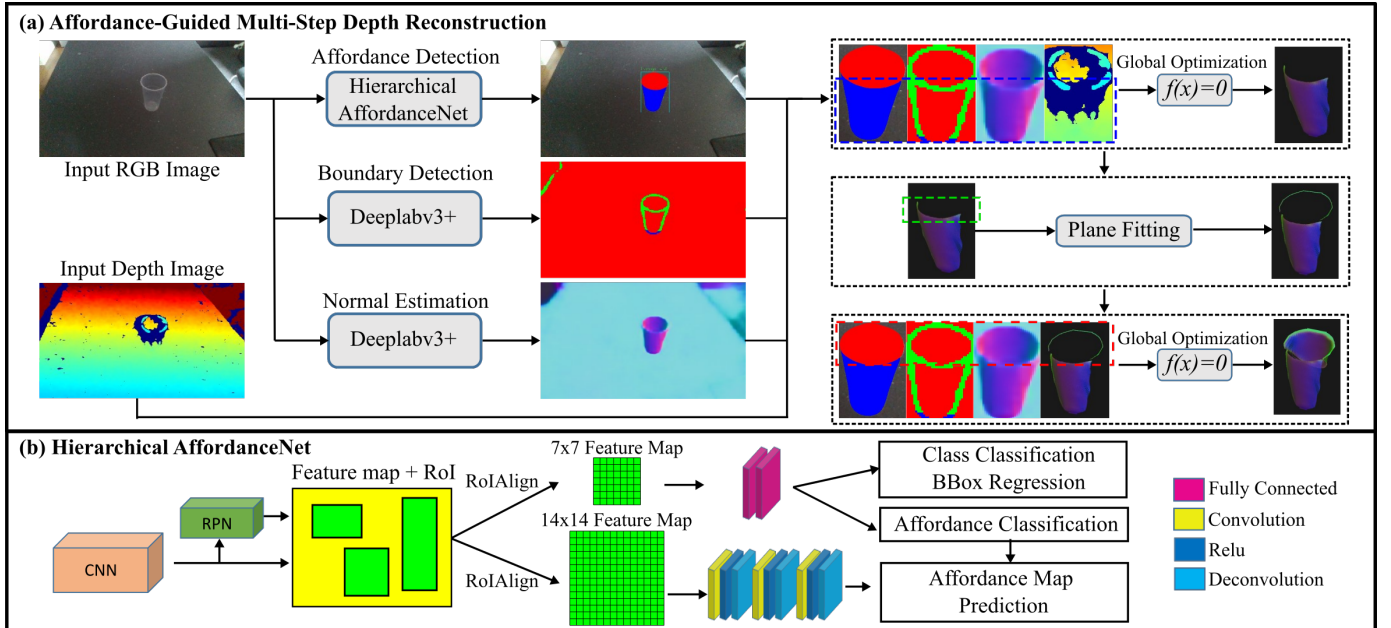 (a) Affordance-Guided Multi-Step Depth Reconstruction
Input RGB Image
Input Depth Image
Affordance Detection
Hierarchical
AffordanceNet
Boundary Detection
Deeplabv3+
Normal Estimation
Deeplabv3+
Global Optimization
f(x)=0
Plane Fitting
Global Optimization
f(x)=0
(b) Hierarchical AffordanceNet
CNN
RPN
Feature map + RoI
RoIAlign
RoIAlign
7x7 Feature Map
14x14 Feature Map
Class Classification
BBox Regression
Affordance Classification
Affordance Map
Prediction
Fully Connected
Convolution
Relu
Deconvolution